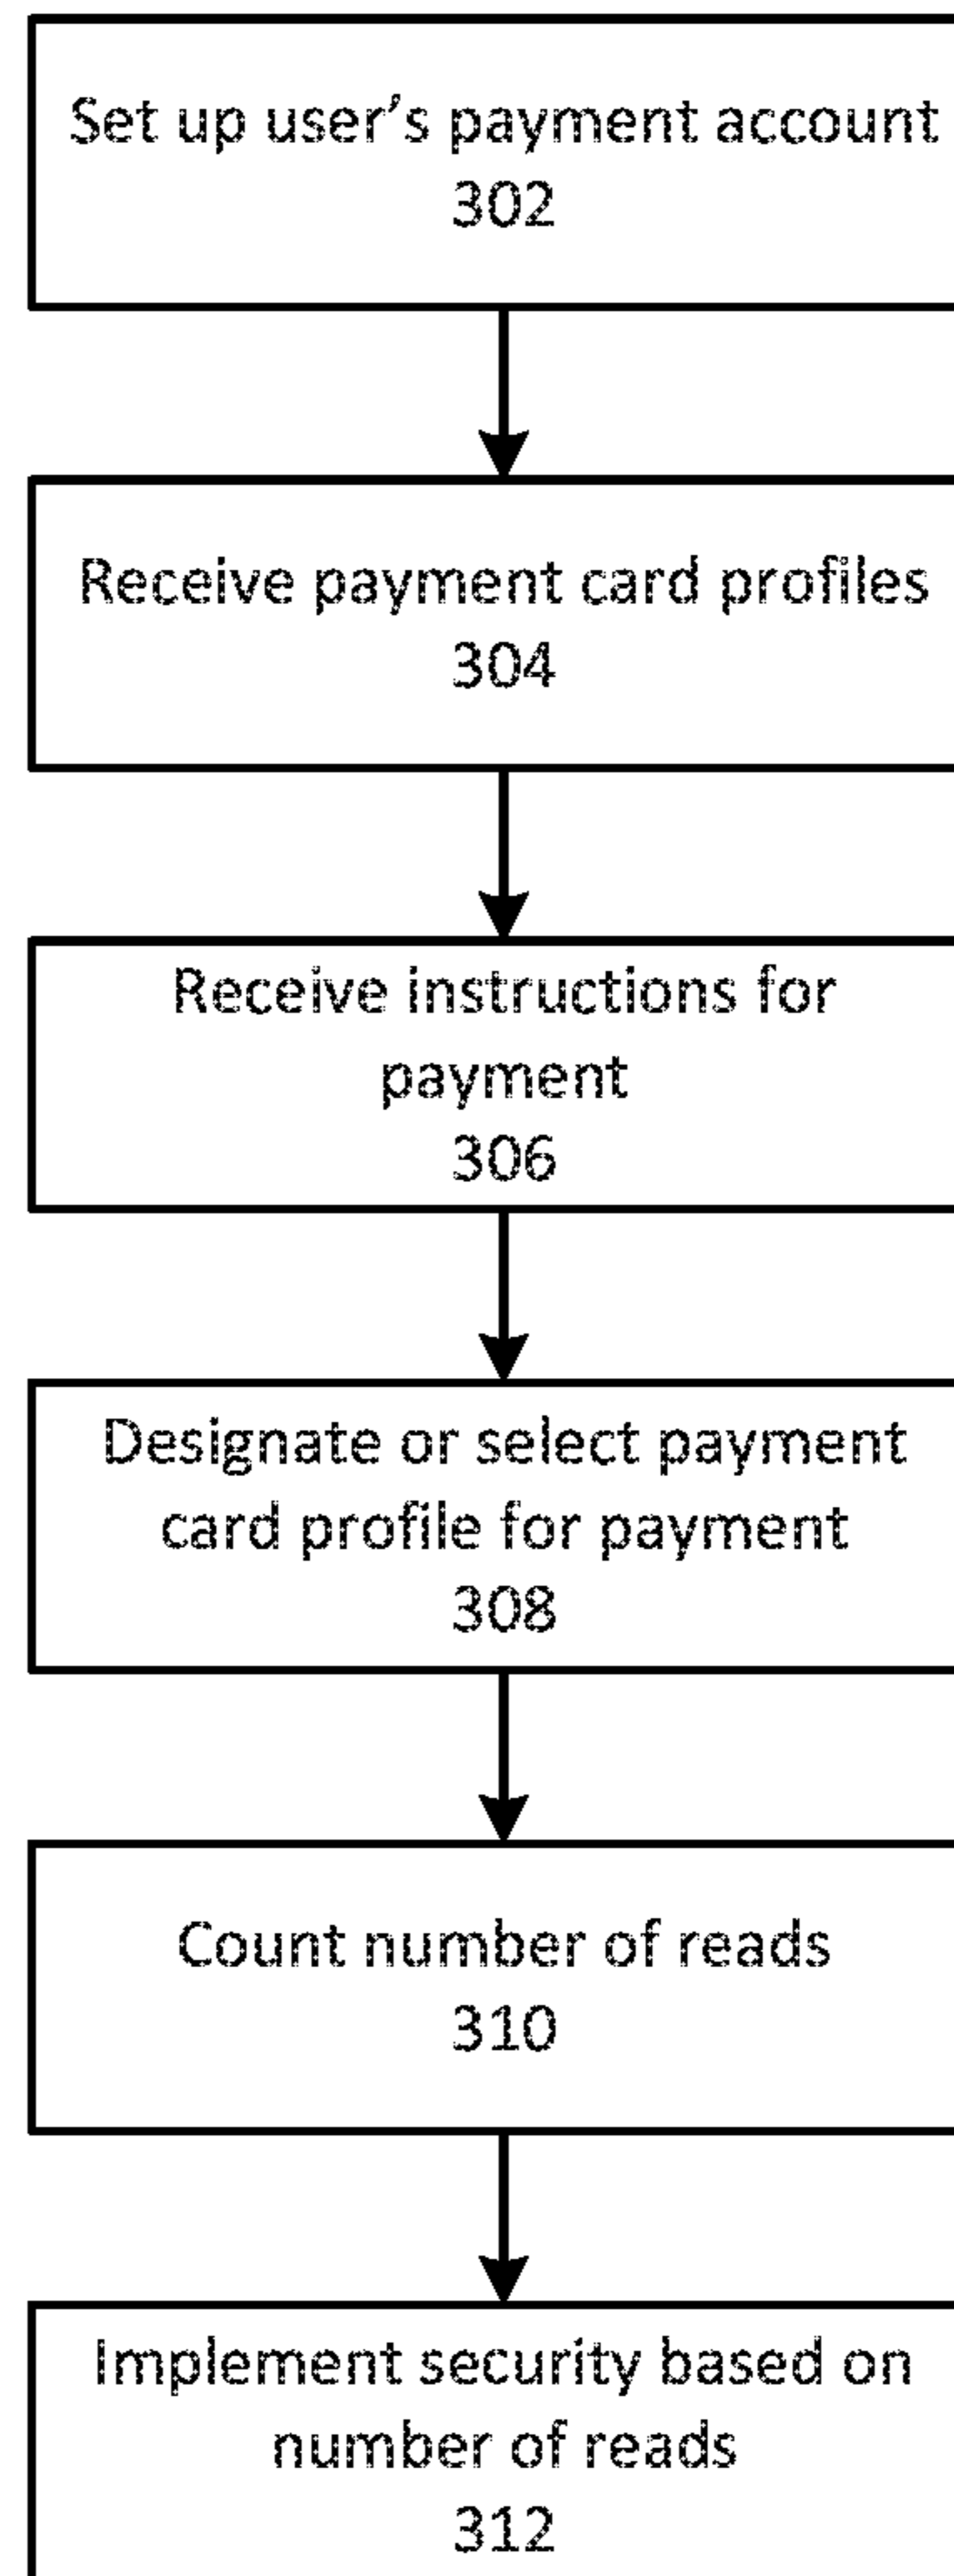 Set up user's payment account
302
Receive payment card profiles
304
Receive instructions for
payment
306
Designate or select payment
card profile for payment
308
Count number of reads
310
Implement security based on
number of reads
312